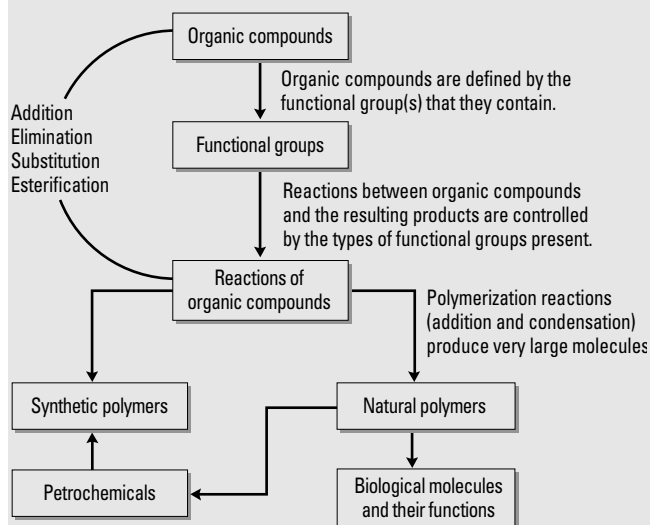 Organic compounds
Organic compounds are defined by the
functional group(s) that they contain.
Addition
Elimination
Substitution
Esterification
Functional groups
Reactions between organic compounds
and the resulting products are controlled
by the types of functional groups present.
Reactions of
organic compounds
Polymerization reactions
(addition and condensation)
produce very large molecules
Synthetic polymers
Natural polymers
Petrochemicals
Biological molecules
and their functions